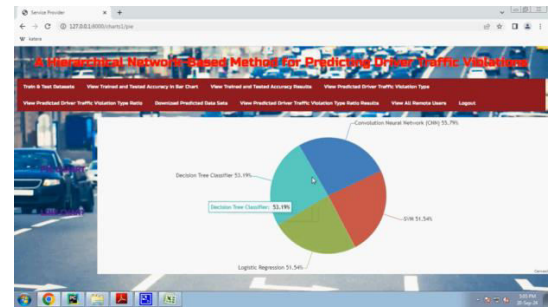 Service Provider
127.0.0.1:8000/charts1/pie
A Hierarchical Network-Based Method for Predicting Driver Traffic Violations
Train & Test Datasets View Trained and Tested Accuracy in Bar Chart View Trained and Tested Accuracy Results View Predicted Driver Traffic Violation Type
View Predicted Driver Traffic Violation Type Ratio Download Predicted Data Sets View Predicted Driver Traffic Violation Type Ratio Results View All Remote Users Logout
Convolution Neural Network (CNN) 53.79%
Decision Tree Classifier 53.19%
Decision Tree Classifier: 53.19%
SVM 51.54%
Logistic Regression 51.54%
5:05 PM